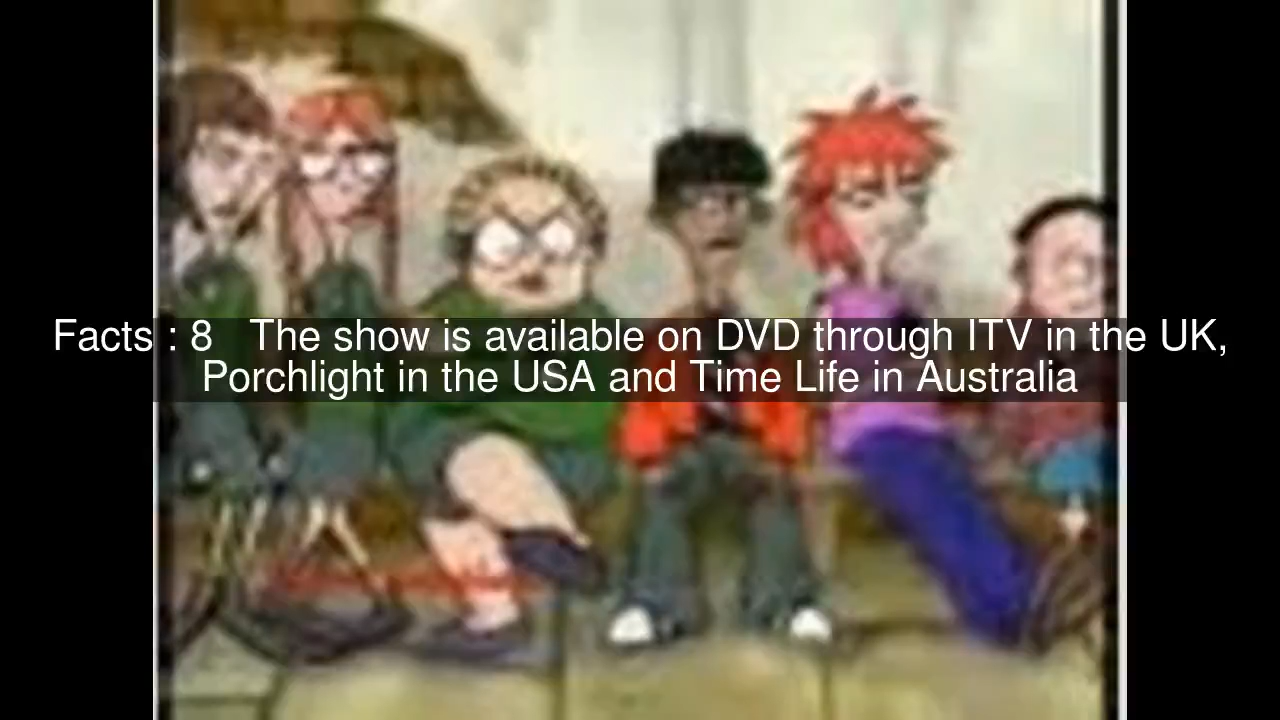 Facts : 8   The show is available on DVD through ITV in the UK,
Porchlight in the USA and Time Life in Australia